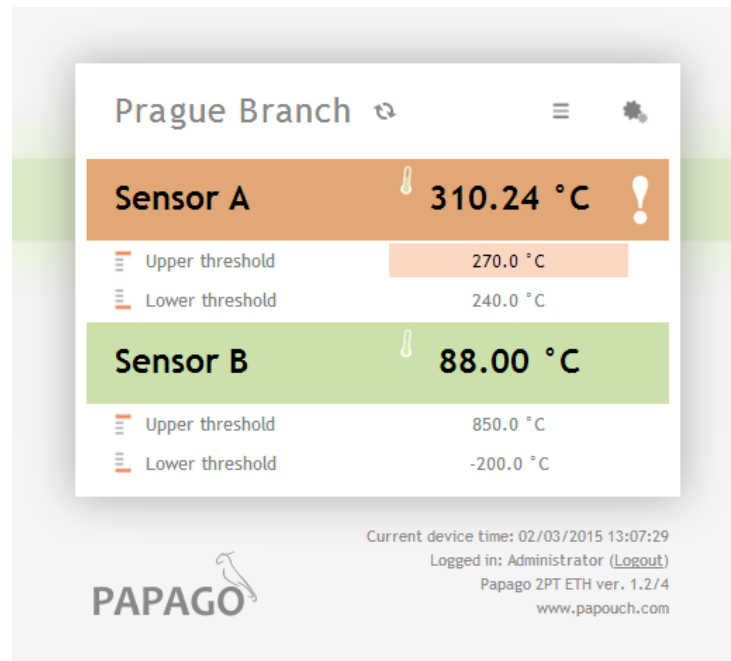 Prague Branch
Sensor A 310.24 °C !
Upper threshold 270.0 °C
Lower threshold 240.0 °C
Sensor B 88.00 °C
Upper threshold 850.0 °C
Lower threshold -200.0 °C
Current device time: 02/03/2015 13:07:29
Logged in: Administrator (Logout)
Papago 2PT ETH ver. 1.2/4
www.papouch.com
PAPAGO